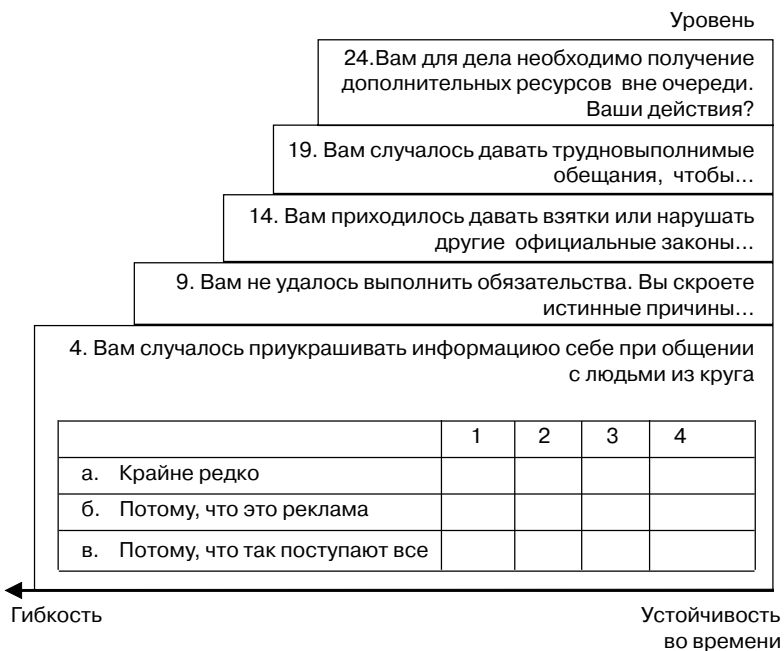 Уровень
24.Вам для дела необходимо получение
дополнительных ресурсов вне очереди.
Ваши действия?
19. Вам случалось давать трудновыполнимые
обещания, чтобы...
14. Вам приходилось давать взятки или нарушать
другие официальные законы...
9. Вам не удалось выполнить обязательства. Вы скроете
истинные причины...
4. Вам случалось приукрашивать информациюо себе при общении
с людьми из круга
1 2 3 4
а. Крайне редко
б. Потому, что это реклама
в. Потому, что так поступают все
Гибкость
Устойчивость
во времени